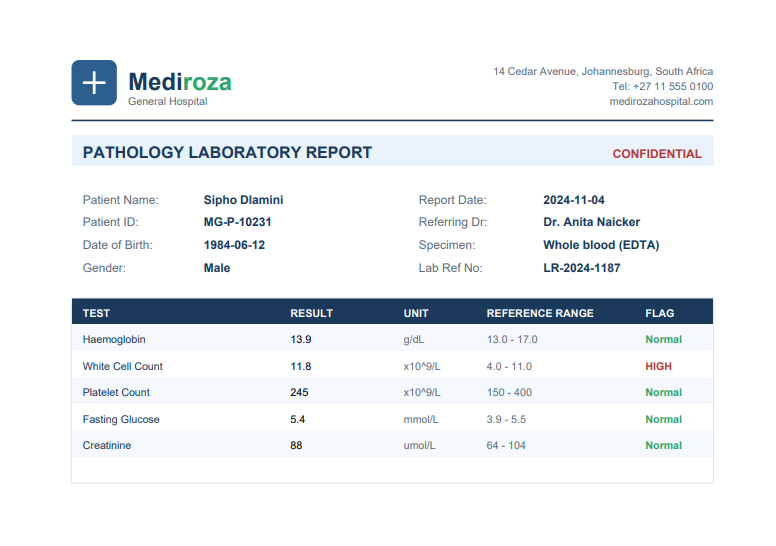 Mediroza
General Hospital
14 Cedar Avenue, Johannesburg, South Africa
Tel: +27 11 555 0100
medirozahospital.com
PATHOLOGY LABORATORY REPORT CONFIDENTIAL
Patient Name: Sipho Dlamini Report Date: 2024-11-04
Patient ID: MG-P-10231 Referring Dr: Dr. Anita Naicker
Date of Birth: 1984-06-12 Specimen: Whole blood (EDTA)
Gender: Male Lab Ref No: LR-2024-1187
TEST RESULT UNIT REFERENCE RANGE FLAG
Haemoglobin 13.9 g/dL 13.0 - 17.0 Normal
White Cell Count 11.8 x10^9/L 4.0 - 11.0 HIGH
Platelet Count 245 x10^9/L 150 - 400 Normal
Fasting Glucose 5.4 mmol/L 3.9 - 5.5 Normal
Creatinine 88 umol/L 64 - 104 Normal